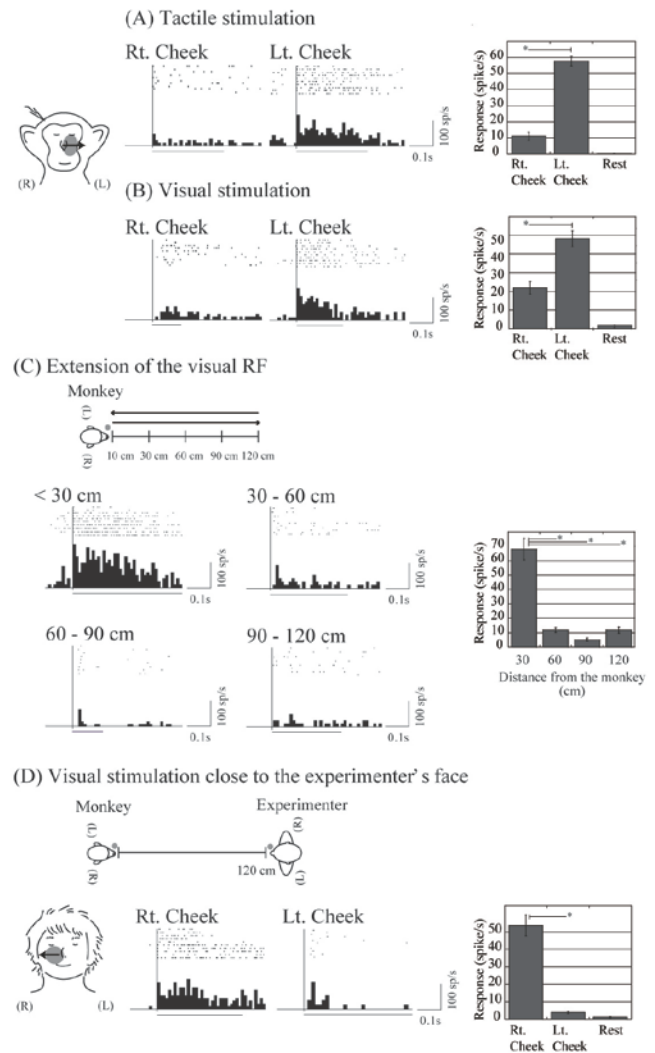 (A) Tactile stimulation
Rt. Cheek
Lt. Cheek
100 sp/s
0.1s
(R)
(L)
Response (spike/s)
60
50
40
30
20
10
0
*
Rt. Cheek
Lt. Cheek
Rest
(B) Visual stimulation
Rt. Cheek
Lt. Cheek
100 sp/s
0.1s
Response (spike/s)
50
40
30
20
10
0
*
Rt. Cheek
Lt. Cheek
Rest
(C) Extension of the visual RF
Monkey
(L)
(R)
10 cm 30 cm 60 cm 90 cm 120 cm
< 30 cm
100 sp/s
0.1s
30 - 60 cm
100 sp/s
0.1s
60 - 90 cm
100 sp/s
0.1s
90 - 120 cm
100 sp/s
0.1s
Response (spike/s)
70
60
50
40
30
20
10
0
*
*
*
30 60 90 120
Distance from the monkey
(cm)
(D) Visual stimulation close to the experimenter's face
Monkey
Experimenter
(L)
(R)
(R)
(L)
120 cm
(R)
(L)
Rt. Cheek
Lt. Cheek
100 sp/s
0.1s
Response (spike/s)
50
40
30
20
10
0
*
Rt. Cheek
Lt. Cheek
Rest